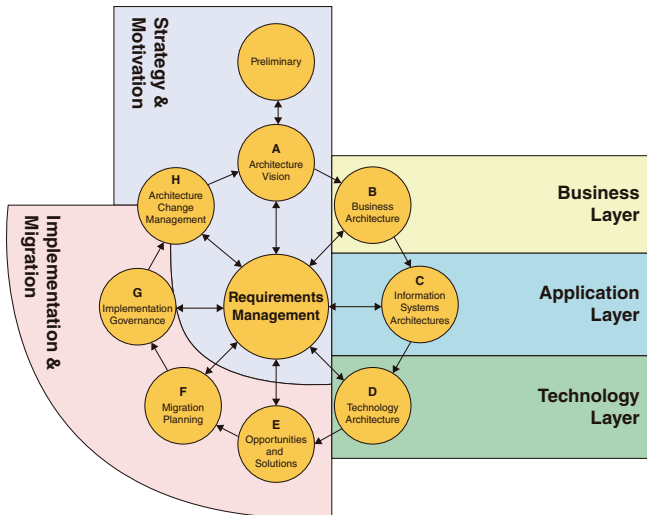 Strategy &
Motivation
Preliminary
A
Architecture
Vision
H
Architecture
Change
Management
B
Business
Architecture
Business
Layer
Implementation &
Migration
G
Implementation
Governance
Requirements
Management
C
Information
Systems
Architectures
Application
Layer
F
Migration
Planning
D
Technology
Architecture
Technology
Layer
E
Opportunities
and
Solutions